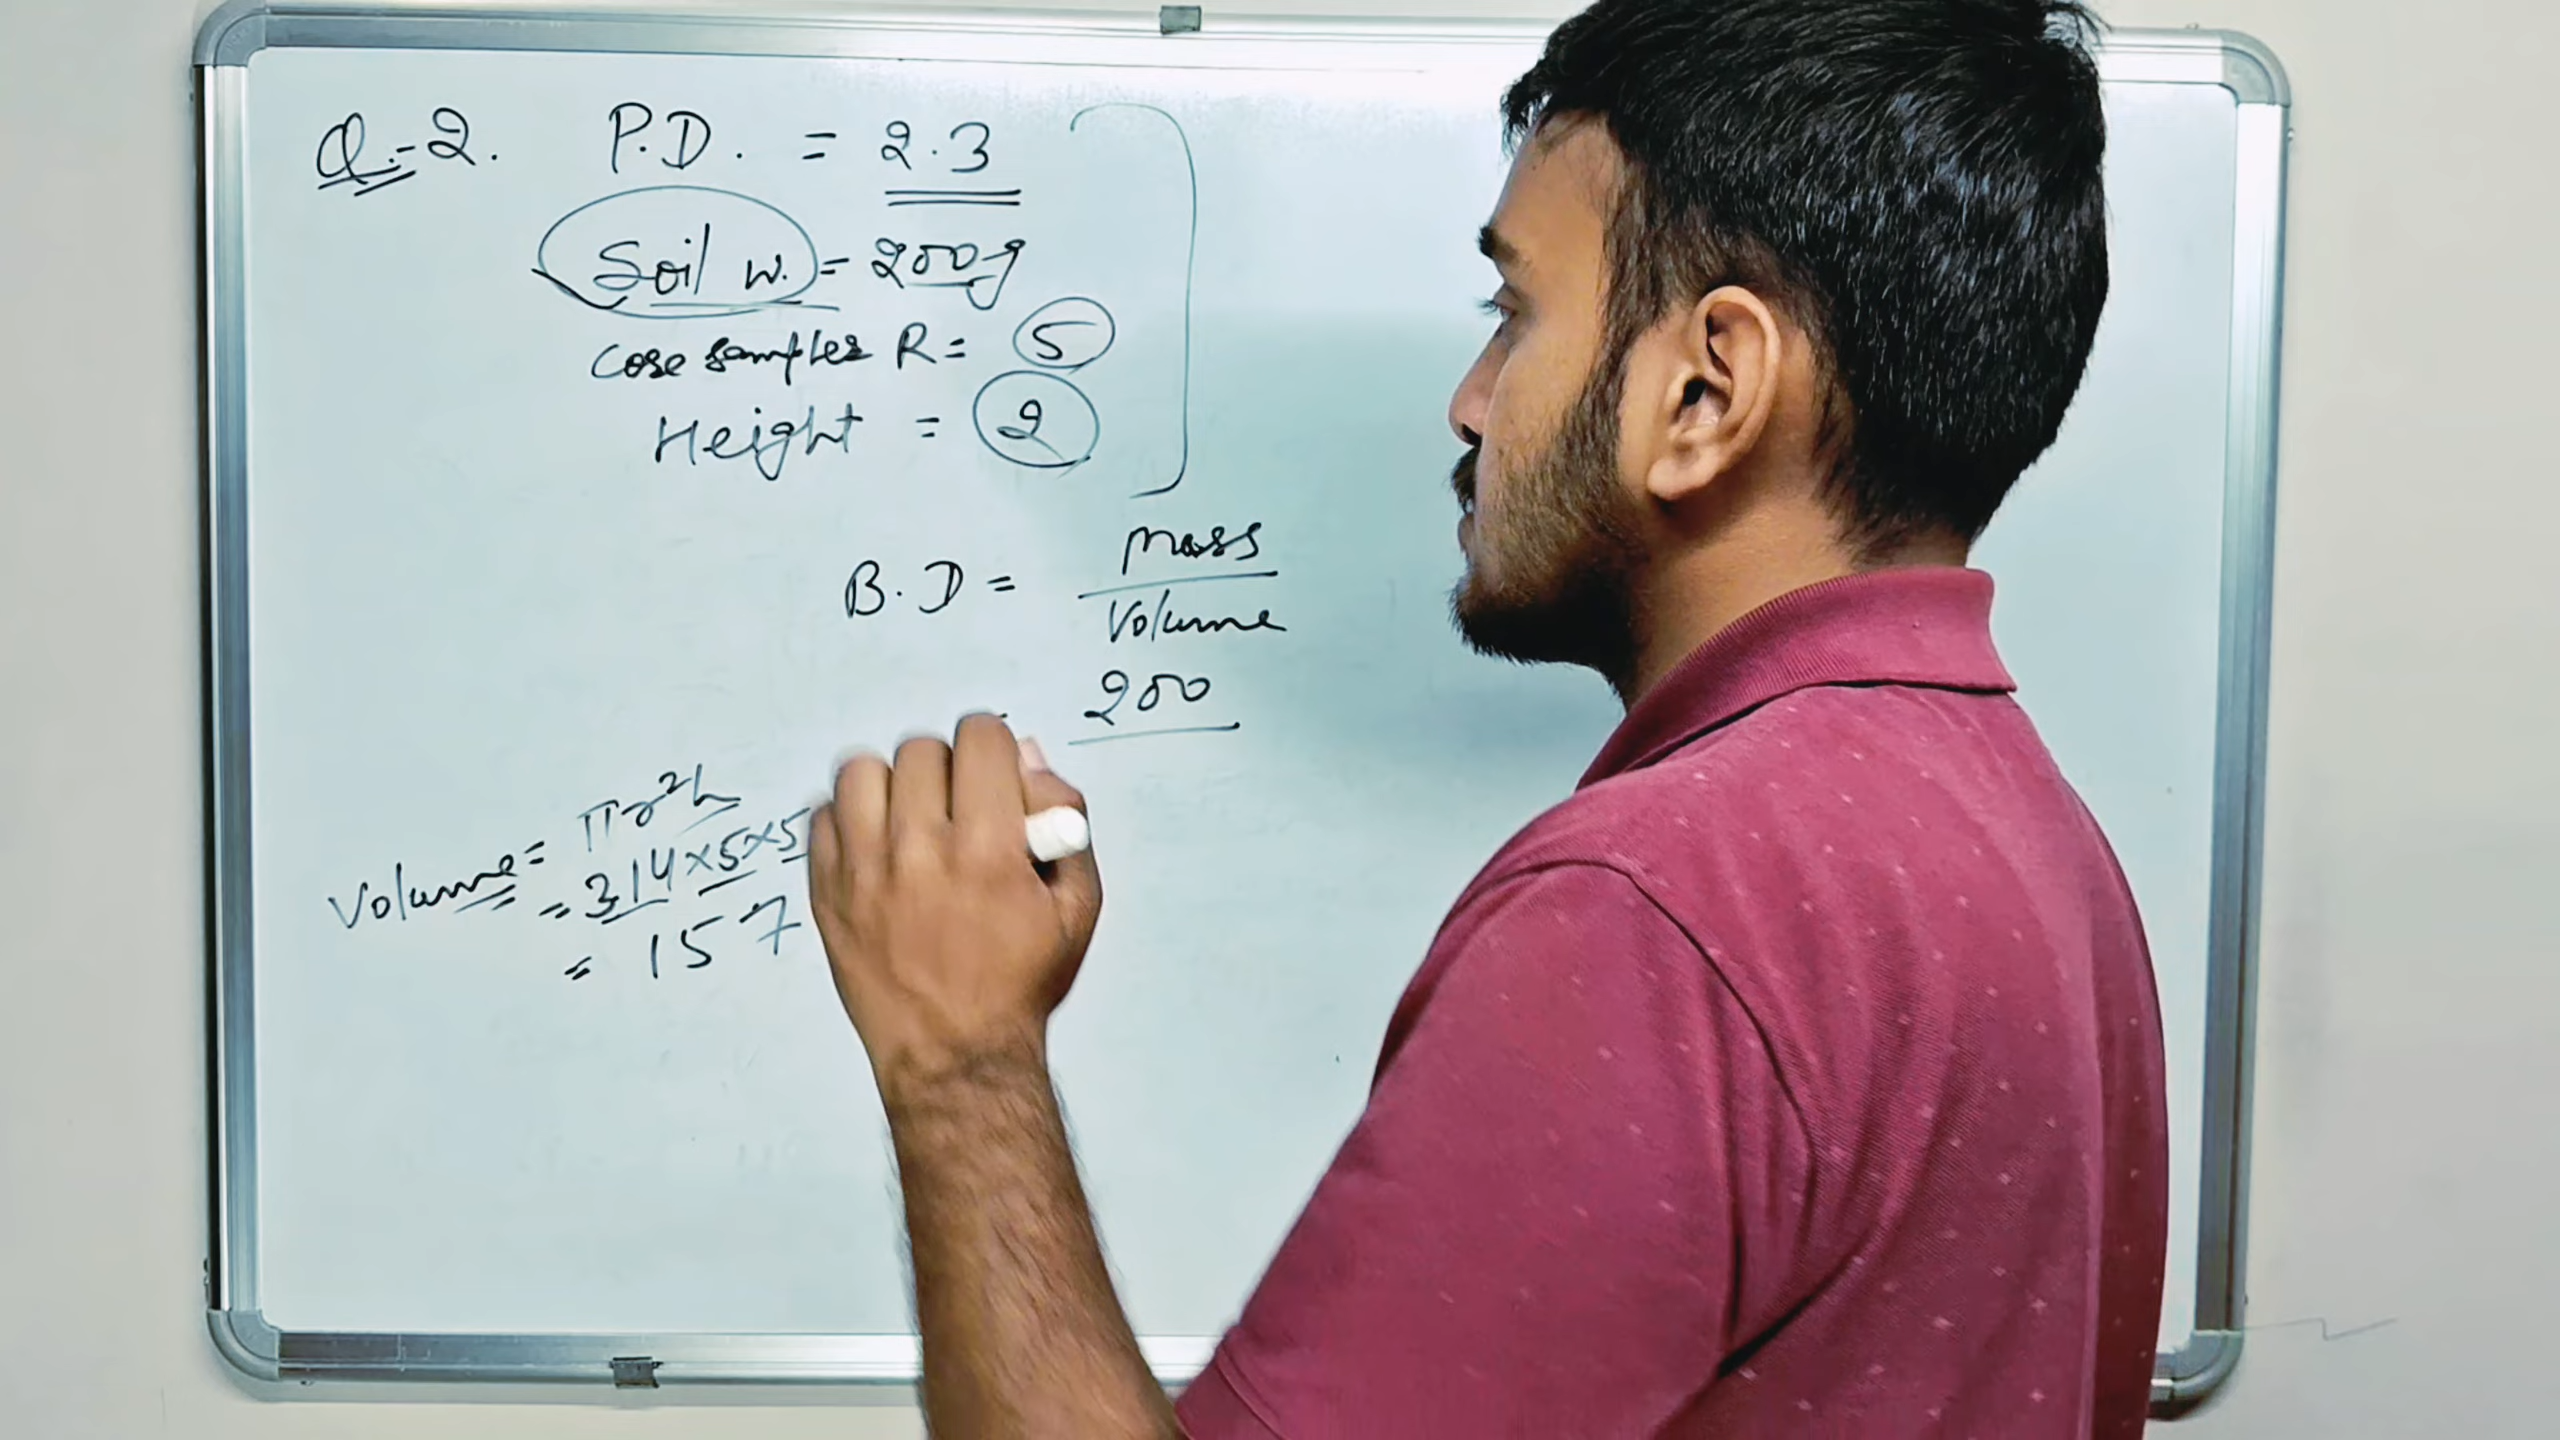 Q.-2. P.D. = 2.3
Soil w. = 200g
Core samples R = 5
Height = 2
B.D = Mass
Volume
200
Volume = πr²h
= 3.14×5×5
= 157